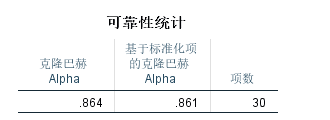 可靠性统计
克隆巴赫 Alpha
基于标准化项的克隆巴赫 Alpha
项数
.864 .861 30